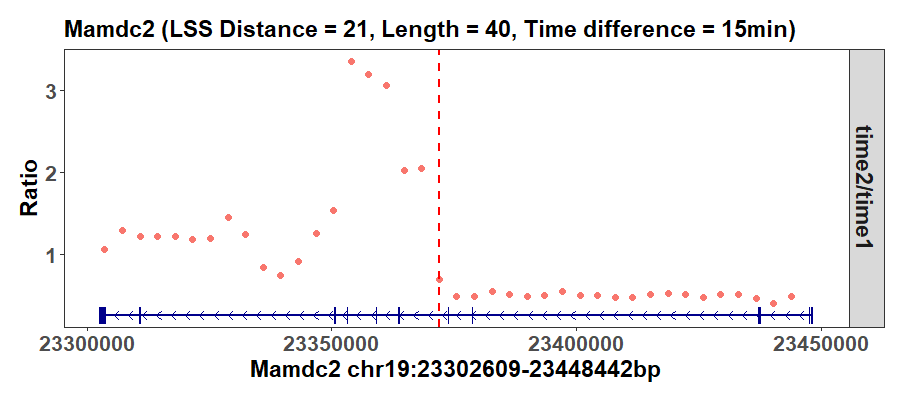 Mamdc2 (LSS Distance = 21, Length = 40, Time difference = 15min)
3
2
1
Ratio
time2/time1
23300000 23350000 23400000 23450000
Mamdc2 chr19:23302609-23448442bp